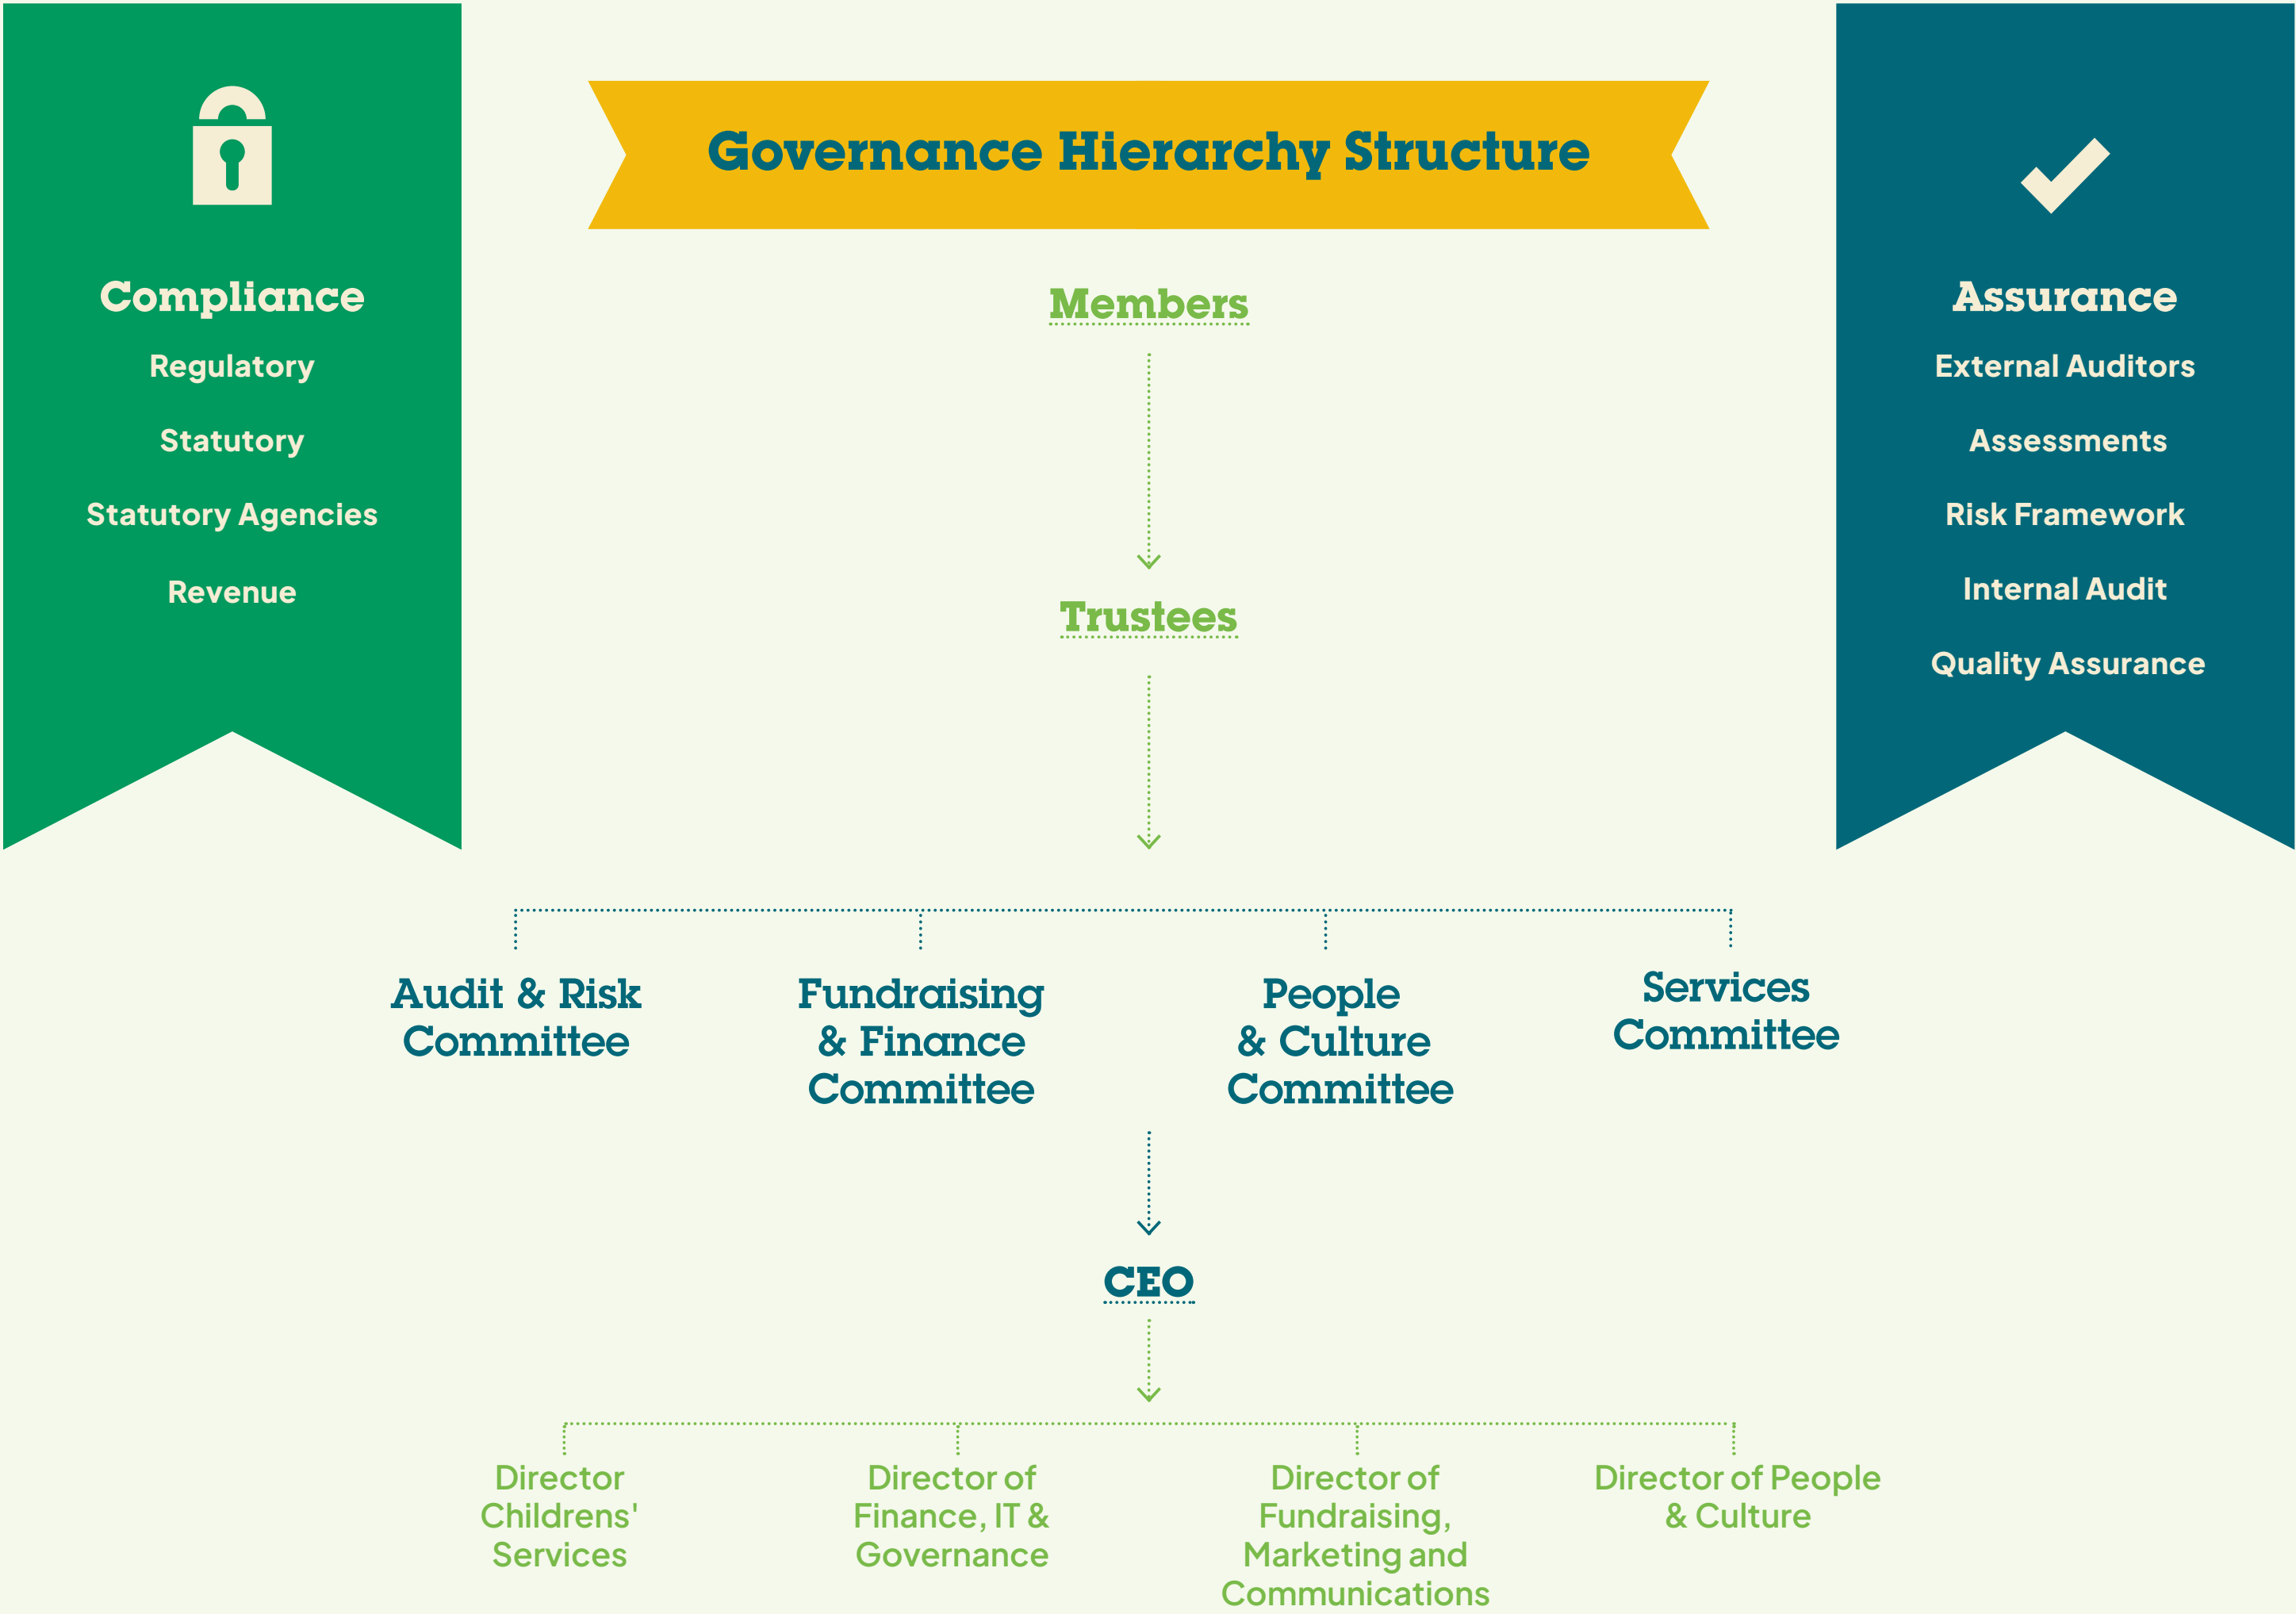 Compliance
Regulatory
Statutory
Statutory Agencies
Revenue
Governance Hierarchy Structure
Members
Trustees
Audit & Risk
Committee
Fundraising
& Finance
Committee
People
& Culture
Committee
Services
Committee
CEO
Director
Childrens'
Services
Director of
Finance, IT &
Governance
Director of
Fundraising,
Marketing and
Communications
Director of People
& Culture
Assurance
External Auditors
Assessments
Risk Framework
Internal Audit
Quality Assurance